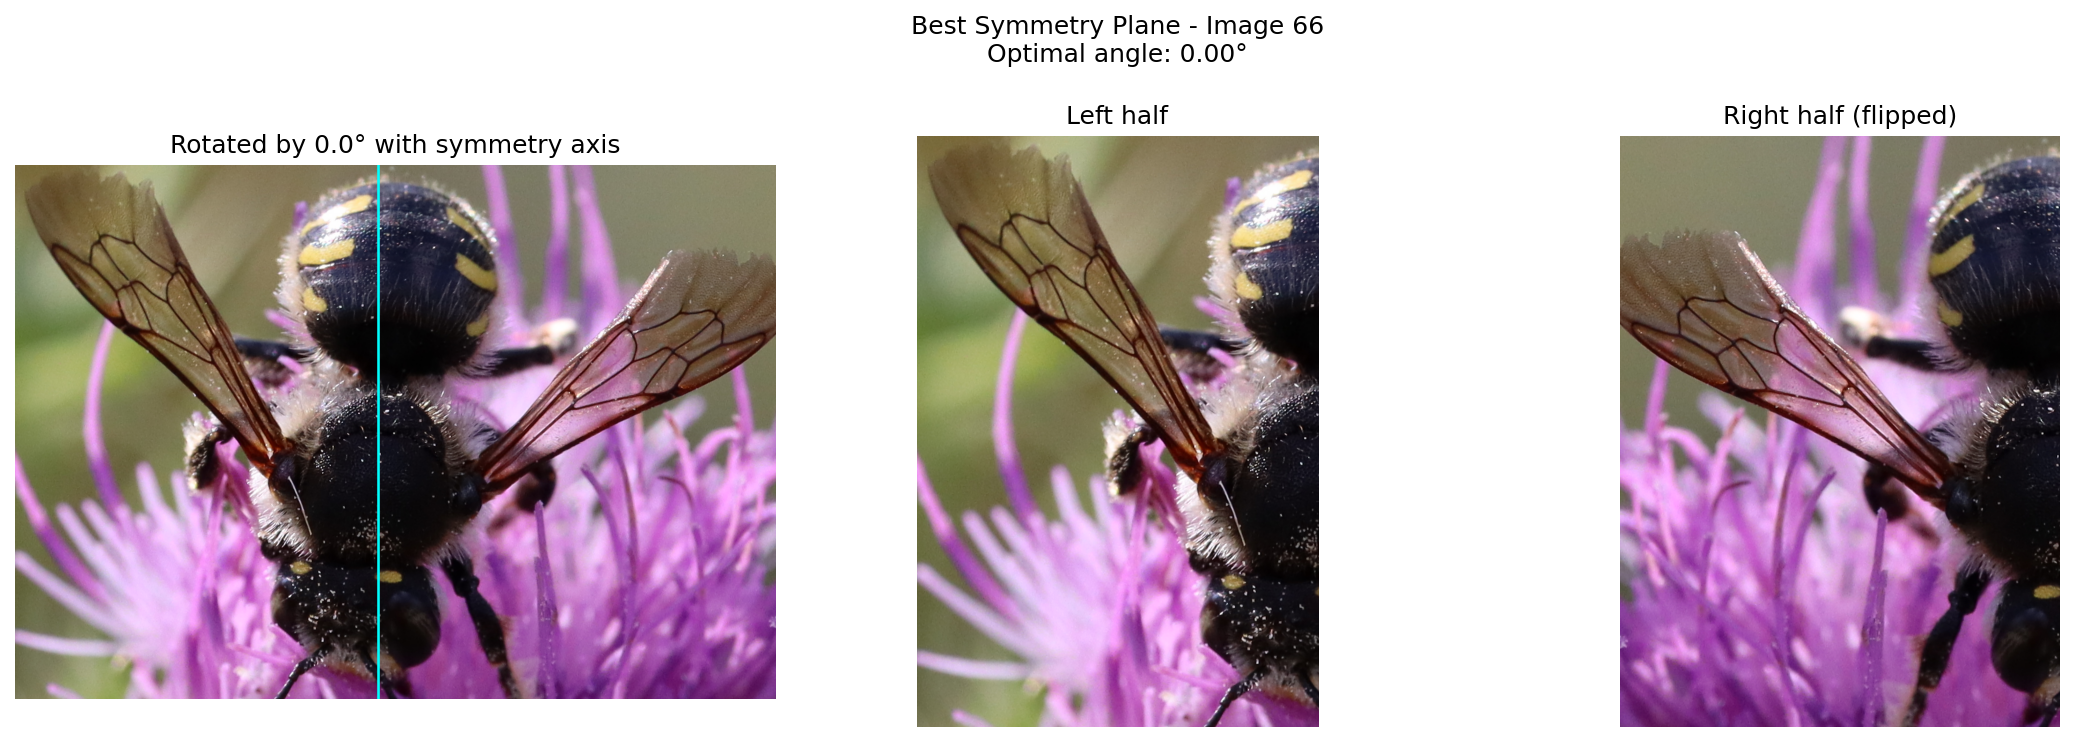 Best Symmetry Plane - Image 66
Optimal angle: 0.00°
Rotated by 0.0° with symmetry axis
Left half
Right half (flipped)